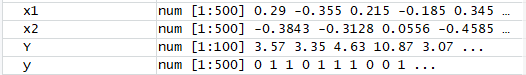 x1 num [1:500] 0.29 -0.355 0.215 -0.185 0.345 …
x2 num [1:500] -0.3843 -0.3128 0.0556 -0.4585 …
Y num [1:100] 3.57 3.35 4.63 10.87 3.07 ...
y num [1:500] 0 1 1 0 1 1 1 0 0 1 ...